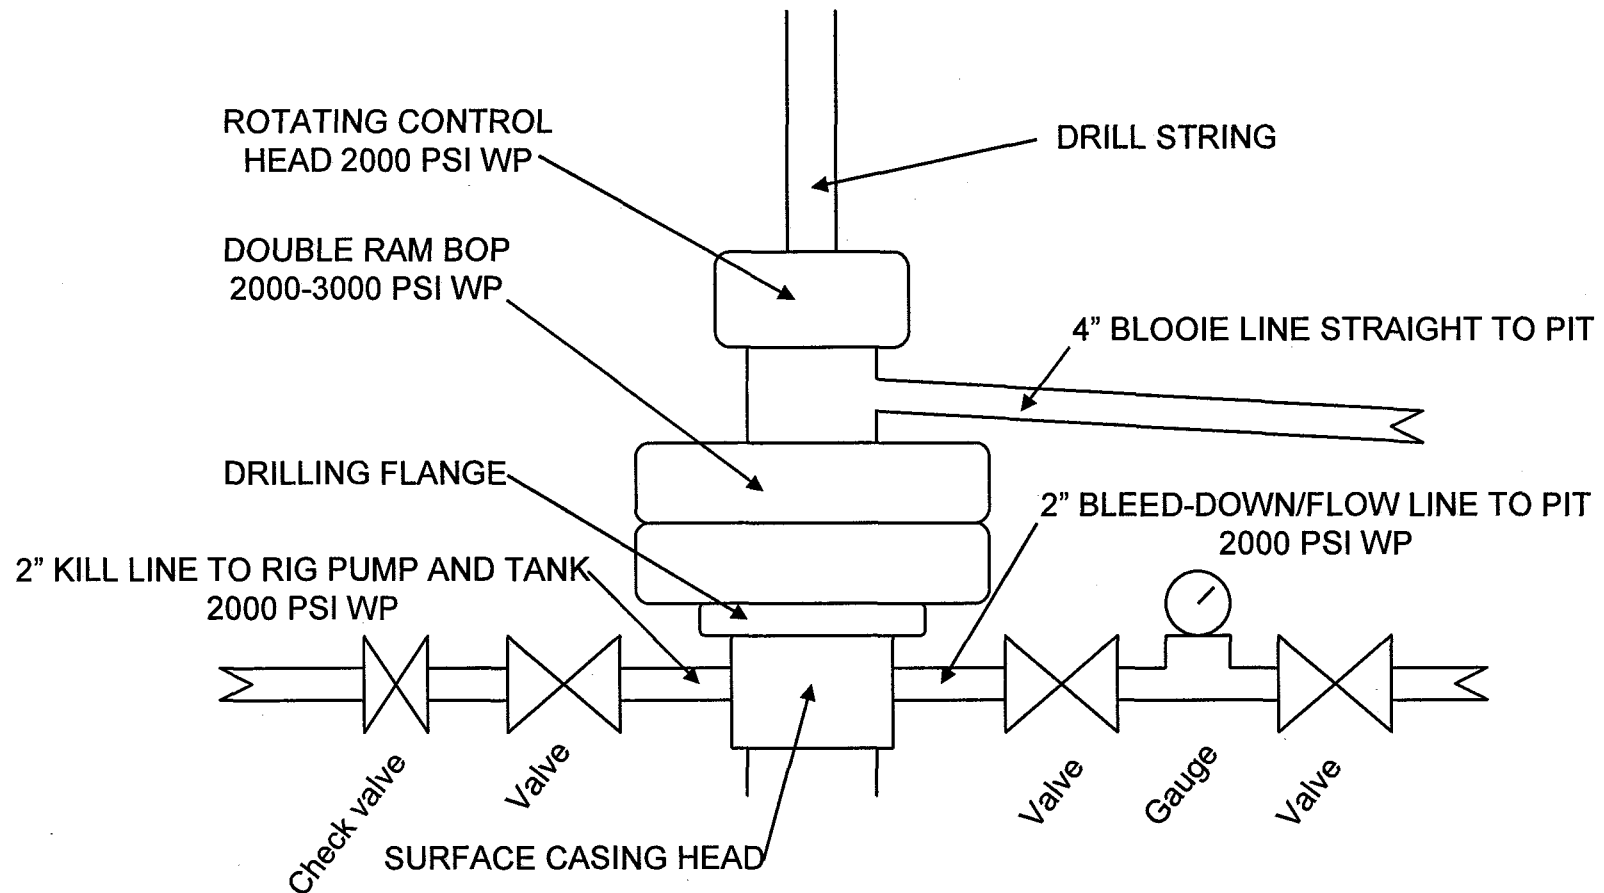 ROTATING CONTROL
HEAD 2000 PSI WP
DRILL STRING
DOUBLE RAM BOP
2000-3000 PSI WP
4” BLOOIE LINE STRAIGHT TO PIT
DRILLING FLANGE
2” BLEED-DOWN/FLOW LINE TO PIT
2000 PSI WP
2” KILL LINE TO RIG PUMP AND TANK
2000 PSI WP
Check valve
Valve
Valve
Gauge
Valve
SURFACE CASING HEAD